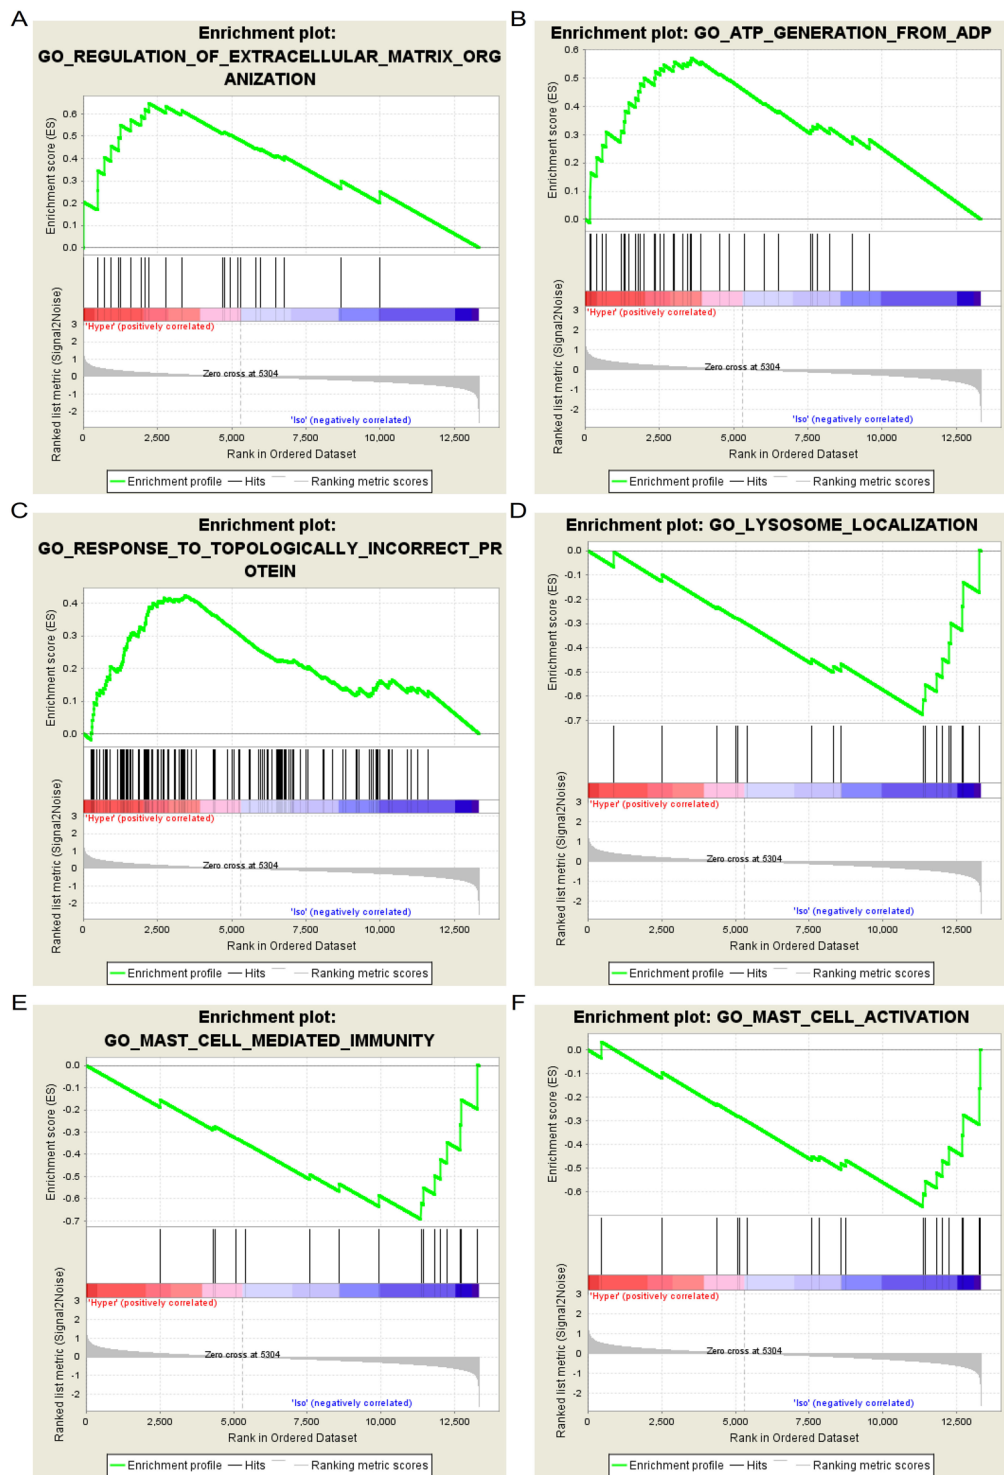 A
Enrichment plot:
GO_REGULATION_OF_EXTRACELLULAR_MATRIX_ORG
ANIZATION
Enrichment score (ES)
0.6
0.5
0.4
0.3
0.2
0.1
0.0
Ranked list metric (Signal2Noise)
3
2
1
0
-1
-2
'Hyper' (positively correlated)
Zero cross at 5304
'Iso' (negatively correlated)
0 2,500 5,000 7,500 10,000 12,500
Rank in Ordered Dataset
Enrichment profile Hits Ranking metric scores
B
Enrichment plot: GO_ATP_GENERATION_FROM_ADP
Enrichment score (ES)
0.6
0.5
0.4
0.3
0.2
0.1
0.0
Ranked list metric (Signal2Noise)
3
2
1
0
-1
-2
'Hyper' (positively correlated)
Zero cross at 5304
'Iso' (negatively correlated)
0 2,500 5,000 7,500 10,000 12,500
Rank in Ordered Dataset
Enrichment profile Hits Ranking metric scores
C
Enrichment plot:
GO_RESPONSE_TO_TOPOLOGICALLY_INCORRECT_PR
OTEIN
Enrichment score (ES)
0.4
0.3
0.2
0.1
0.0
Ranked list metric (Signal2Noise)
3
2
1
0
-1
-2
'Hyper' (positively correlated)
Zero cross at 5304
'Iso' (negatively correlated)
0 2,500 5,000 7,500 10,000 12,500
Rank in Ordered Dataset
Enrichment profile Hits Ranking metric scores
D
Enrichment plot: GO_LYSOSOME_LOCALIZATION
Enrichment score (ES)
0.0
-0.1
-0.2
-0.3
-0.4
-0.5
-0.6
-0.7
Ranked list metric (Signal2Noise)
3
2
1
0
-1
-2
'Hyper' (positively correlated)
Zero cross at 5304
'Iso' (negatively correlated)
0 2,500 5,000 7,500 10,000 12,500
Rank in Ordered Dataset
Enrichment profile Hits Ranking metric scores
E
Enrichment plot:
GO_MAST_CELL_MEDIATED_IMMUNITY
Enrichment score (ES)
0.0
-0.1
-0.2
-0.3
-0.4
-0.5
-0.6
-0.7
Ranked list metric (Signal2Noise)
3
2
1
0
-1
-2
'Hyper' (positively correlated)
Zero cross at 5304
'Iso' (negatively correlated)
0 2,500 5,000 7,500 10,000 12,500
Rank in Ordered Dataset
Enrichment profile Hits Ranking metric scores
F
Enrichment plot: GO_MAST_CELL_ACTIVATION
Enrichment score (ES)
0.0
-0.1
-0.2
-0.3
-0.4
-0.5
-0.6
Ranked list metric (Signal2Noise)
3
2
1
0
-1
-2
'Hyper' (positively correlated)
Zero cross at 5304
'Iso' (negatively correlated)
0 2,500 5,000 7,500 10,000 12,500
Rank in Ordered Dataset
Enrichment profile Hits Ranking metric scores